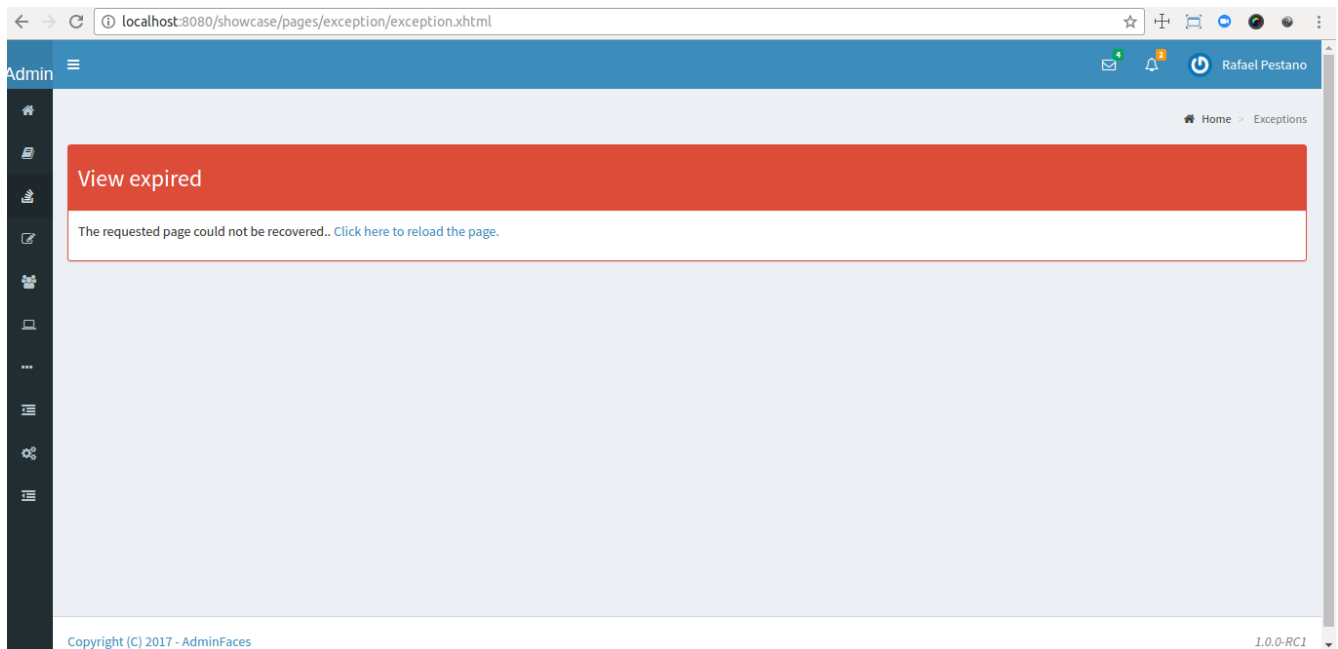 localhost:8080/showcase/pages/exception/exception.xhtml
Admin
4
2
Rafael Pestano
Home > Exceptions
View expired
The requested page could not be recovered.. Click here to reload the page.
Copyright (C) 2017 - AdminFaces
1.0.0-RC1